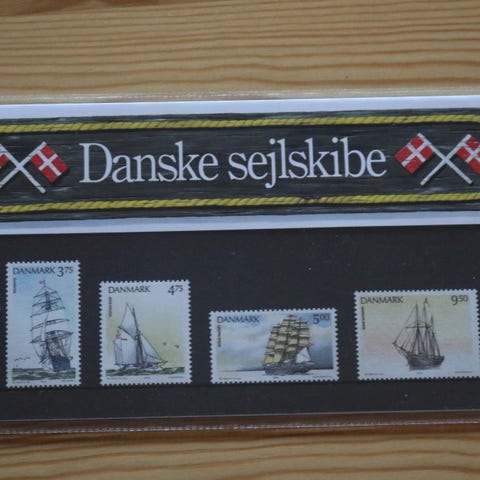 Danske sejlskibe
DANMARK 3.75
DANMARK 4.75
DANMARK 5.00
DANMARK 9.50